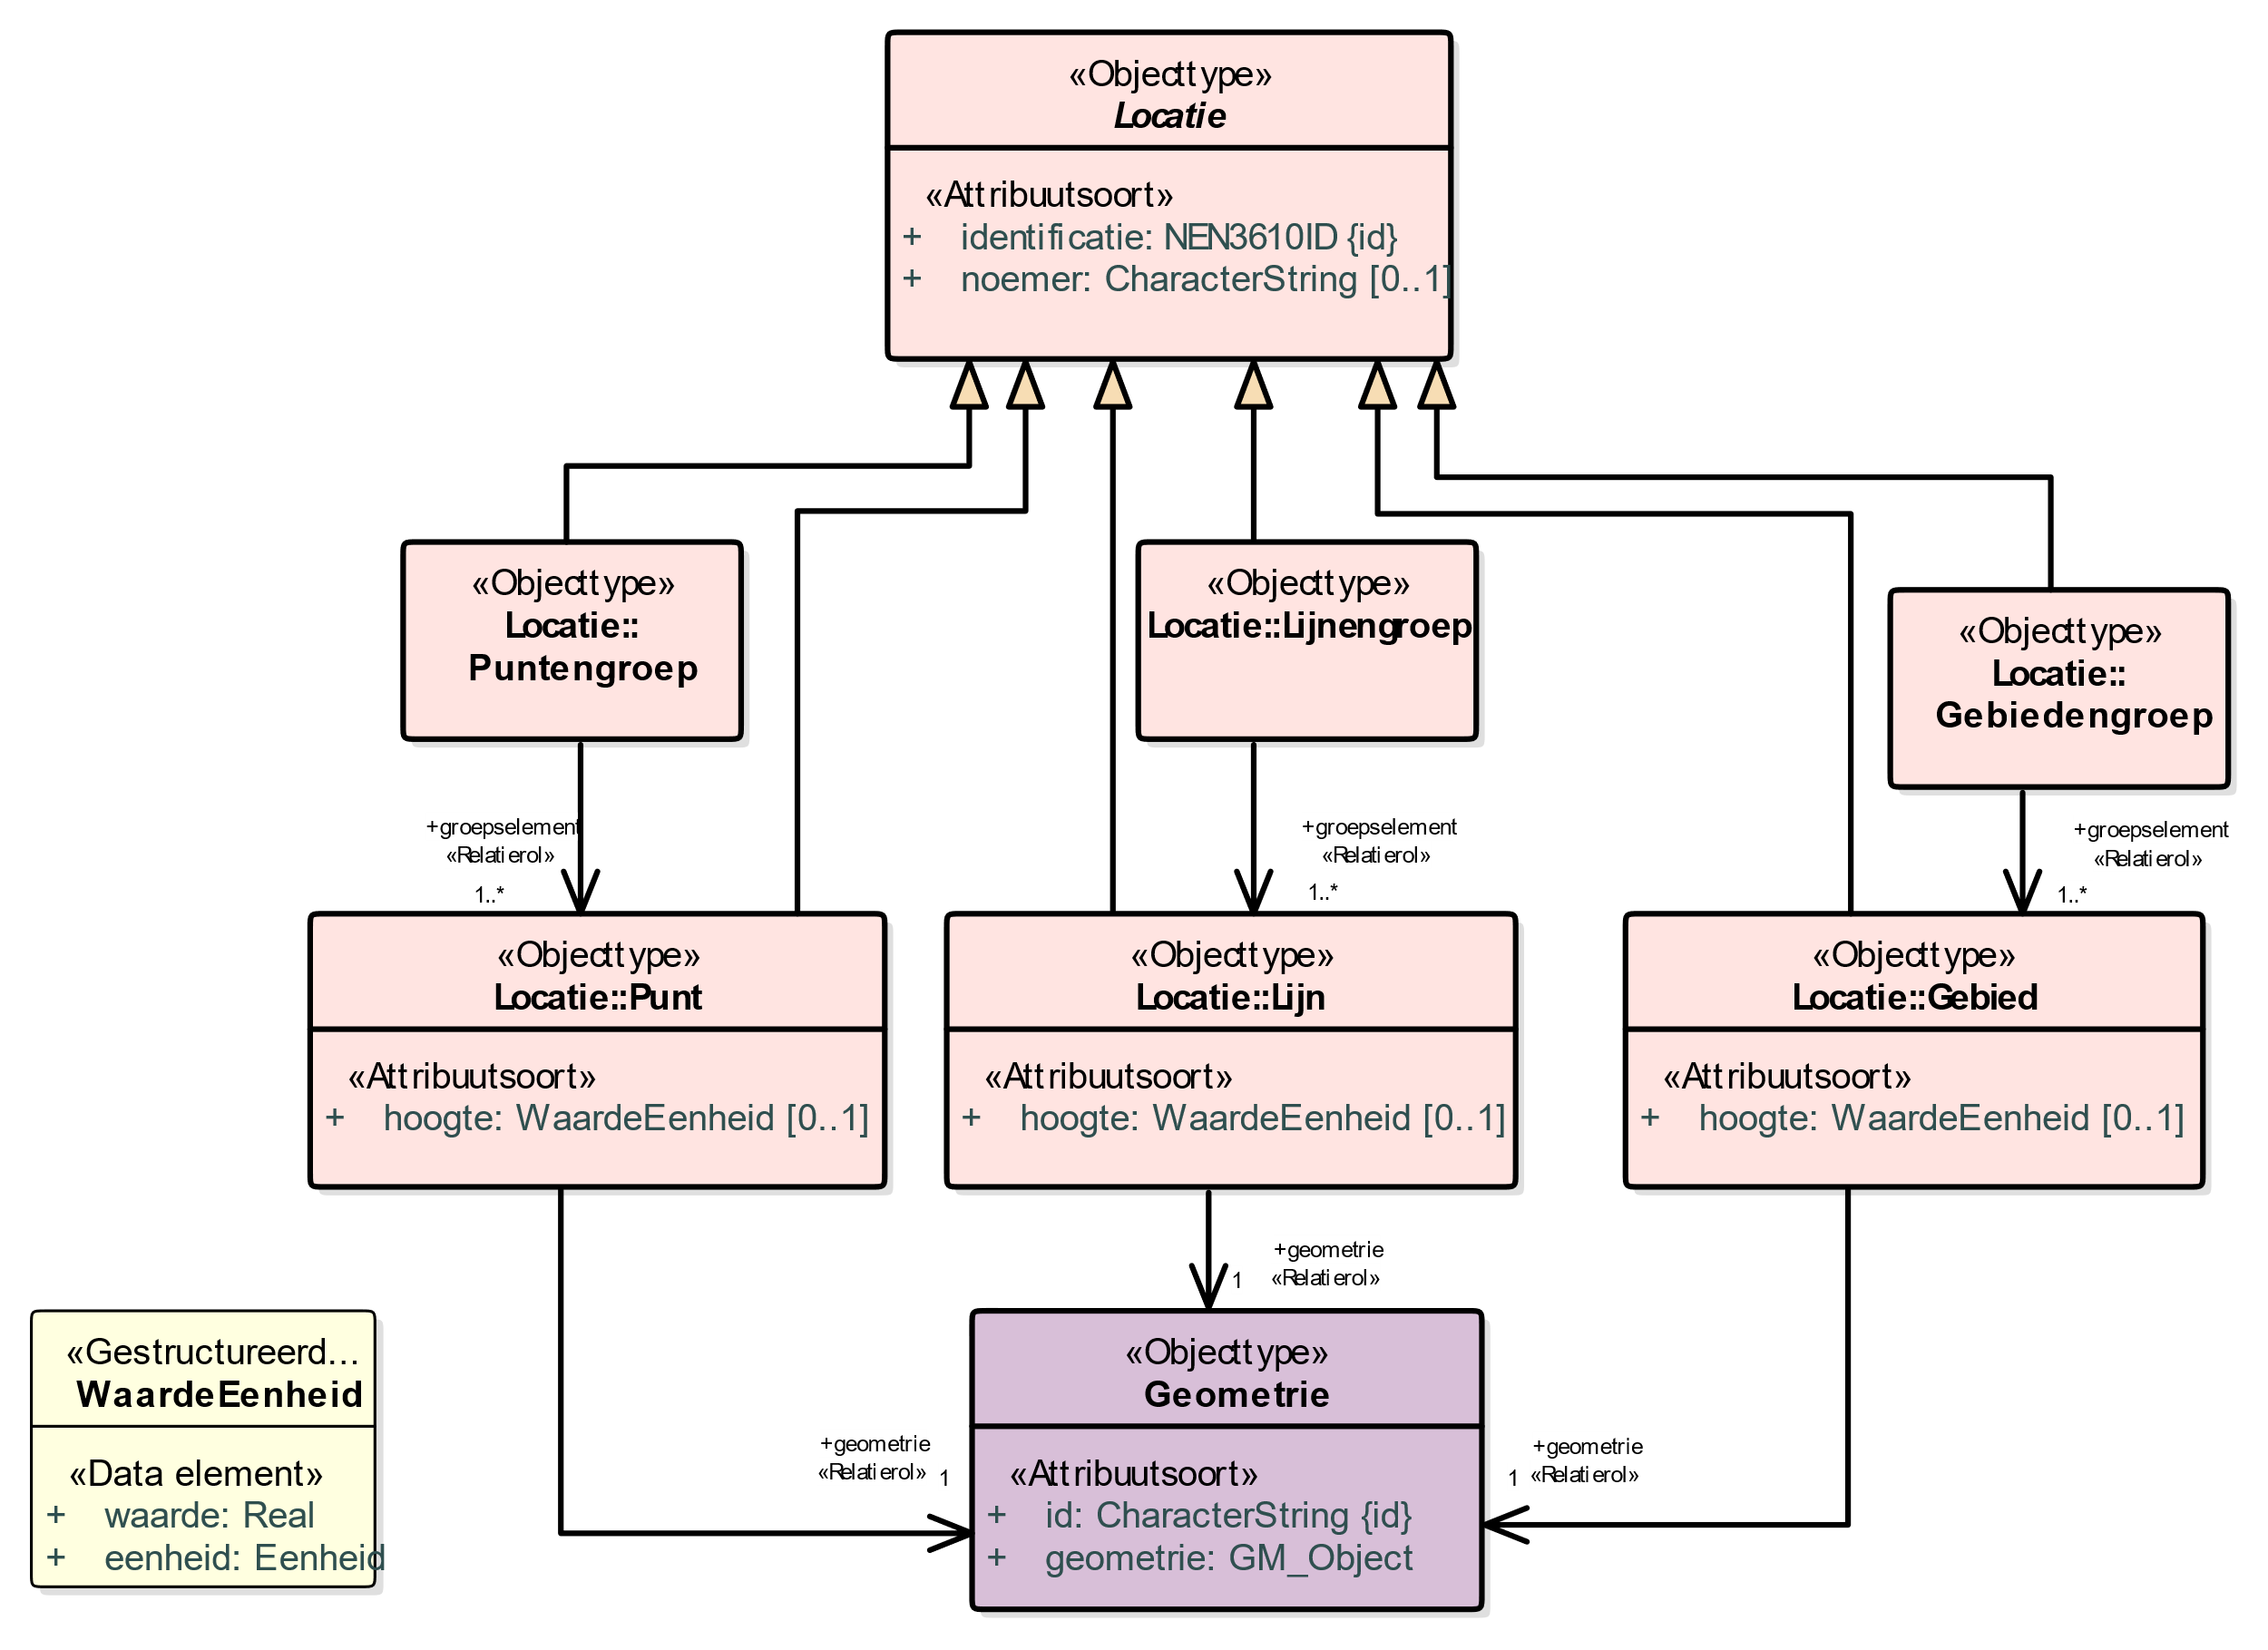 «Objecttype»
Locatie
«Attribuutsoort»
+ identificatie: NEN3610ID {id}
+ noemer: CharacterString [0..1]
«Objecttype»
Locatie::
Puntengroep
«Objecttype»
Locatie::Lijnengroep
«Objecttype»
Locatie::
Gebiedengroep
+groepselement
«Relatierol»
1..*
+groepselement
«Relatierol»
1..*
+groepselement
«Relatierol»
1..*
«Objecttype»
Locatie::Punt
«Attribuutsoort»
+ hoogte: WaardeEenheid [0..1]
«Objecttype»
Locatie::Lijn
«Attribuutsoort»
+ hoogte: WaardeEenheid [0..1]
«Objecttype»
Locatie::Gebied
«Attribuutsoort»
+ hoogte: WaardeEenheid [0..1]
+geometrie
«Relatierol»
1
«Gestructureerd...
WaardeEenheid
«Data element»
+ waarde: Real
+ eenheid: Eenheid
+geometrie
«Relatierol»
1
«Objecttype»
Geometrie
«Attribuutsoort»
+ id: CharacterString {id}
+ geometrie: GM_Object
+geometrie
«Relatierol»
1